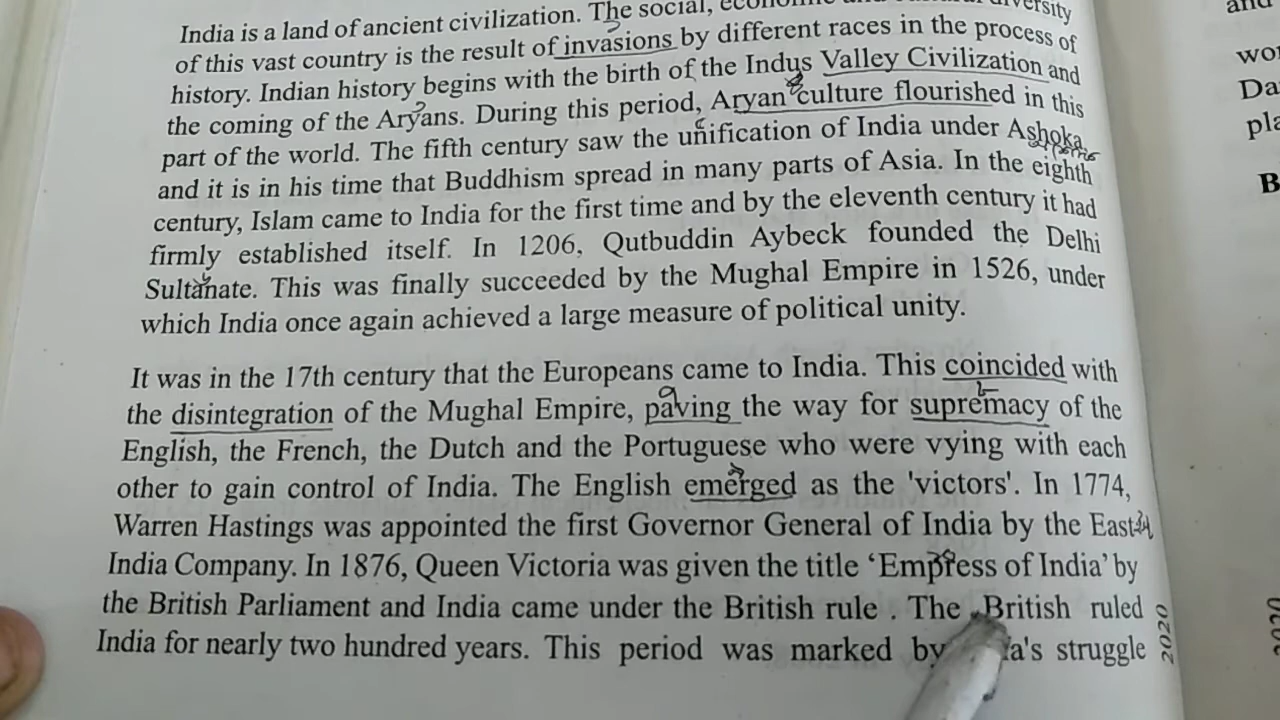 India is a land of ancient civilization. The social,
of this vast country is the result of invasions by different races in the process of
history. Indian history begins with the birth of the Indus Valley Civilization and
the coming of the Aryans. During this period, Aryan culture flourished in this
part of the world. The fifth century saw the unification of India under Ashoka
and it is in his time that Buddhism spread in many parts of Asia. In the eighth
century, Islam came to India for the first time and by the eleventh century it had
firmly established itself. In 1206, Qutbuddin Aybeck founded the Delhi
Sultanate. This was finally succeeded by the Mughal Empire in 1526, under
which India once again achieved a large measure of political unity.
It was in the 17th century that the Europeans came to India. This coincided with
the disintegration of the Mughal Empire, paving the way for supremacy of the
English, the French, the Dutch and the Portuguese who were vying with each
other to gain control of India. The English emerged as the 'victors'. In 1774,
Warren Hastings was appointed the first Governor General of India by the East
India Company. In 1876, Queen Victoria was given the title ‘Empress of India’ by
the British Parliament and India came under the British rule . The British ruled
India for nearly two hundred years. This period was marked by struggle
2020
2020
B